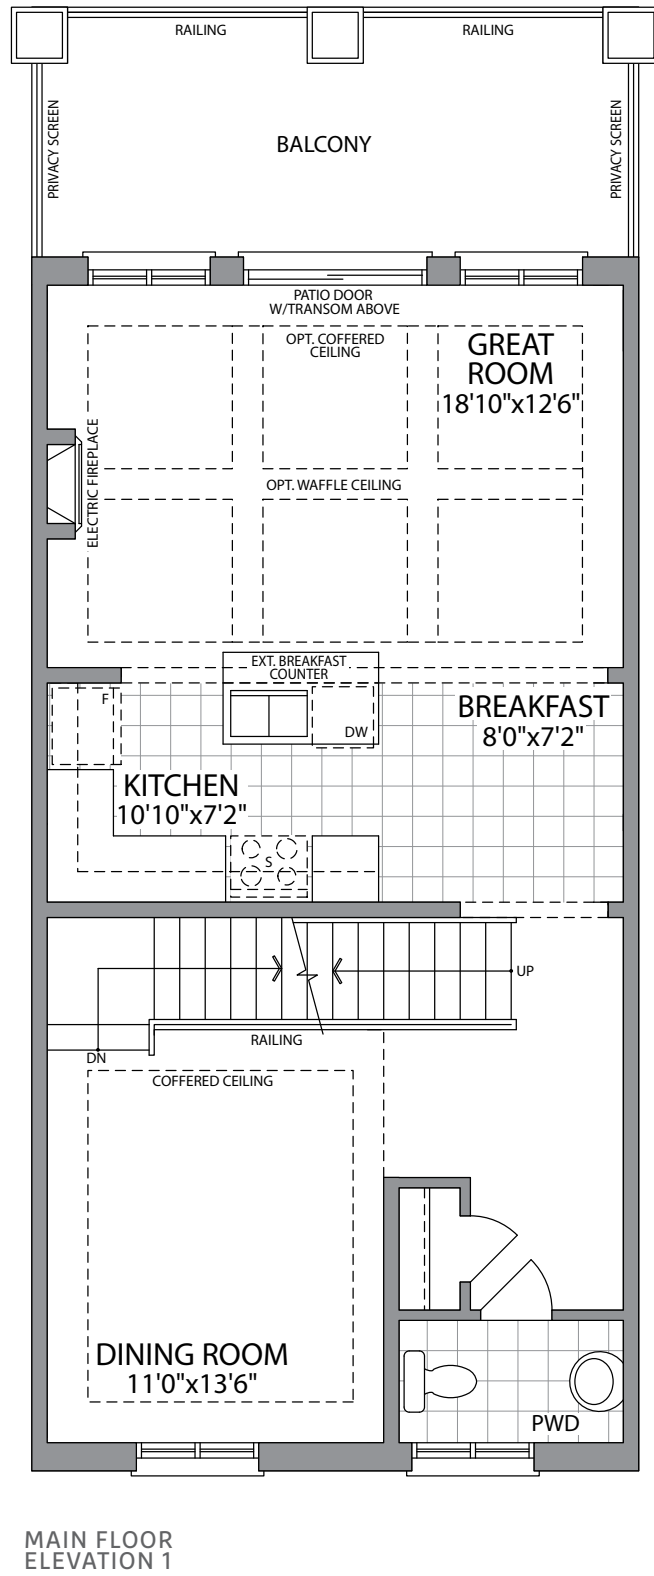 RAILING
RAILING
PRIVACY SCREEN
BALCONY
PRIVACY SCREEN
PATIO DOOR
W/TRANSOM ABOVE
OPT. COFFERED
CEILING
GREAT
ROOM
18'10"x12'6"
ELECTRIC FIREPLACE
OPT. WAFFLE CEILING
EXT. BREAKFAST
COUNTER
F
DW
BREAKFAST
8'0"x7'2"
KITCHEN
10'10"x7'2"
S
UP
RAILING
DN
COFFERED CEILING
DINING ROOM
11'0"x13'6"
PWD
MAIN FLOOR
ELEVATION 1